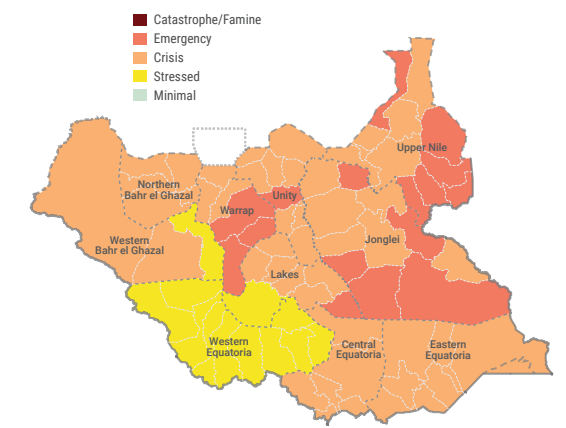 Catastrophe/Famine
Emergency
Crisis
Stressed
Minimal
Upper Nile
Northern
Bahr el Ghazal
Unity
Warrap
Western
Bahr el Ghazal
Jonglei
Lakes
Western
Equatoria
Central
Equatoria
Eastern
Equatoria